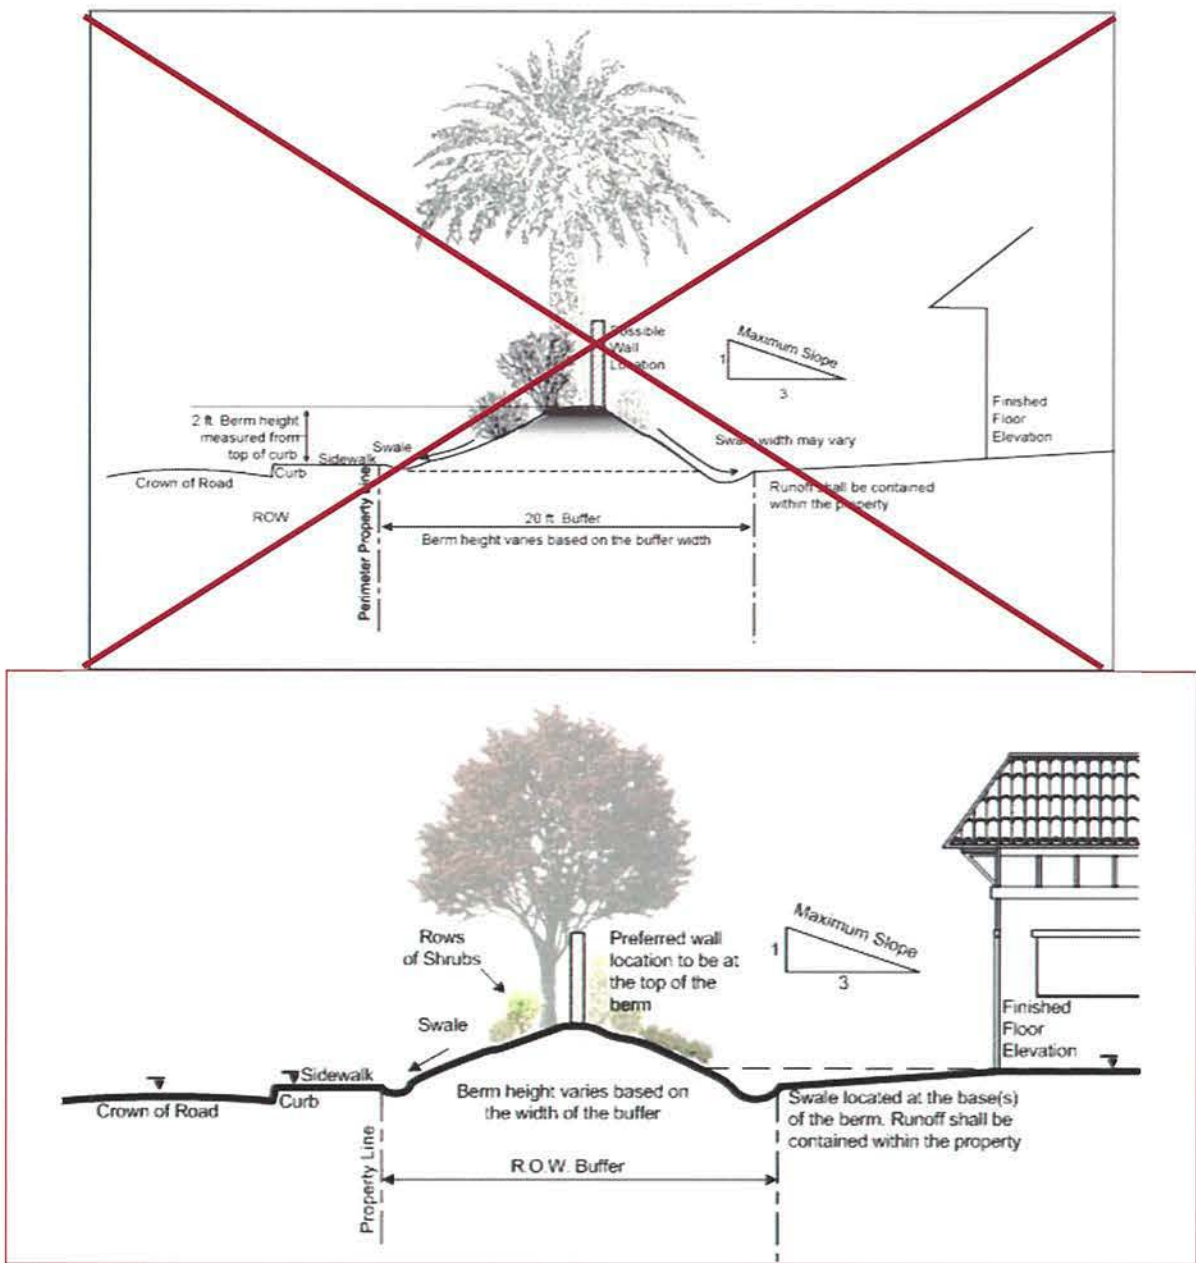 Possible
Wall
Location
Maximum Slope
1
3
2 ft. Berm height
measured from
top of curb
Swale
Swale width may vary
Finished
Floor
Elevation
Sidewalk
Curb
Crown of Road
ROW
Perimeter Property Line
Runoff shall be contained
within the property
20 ft. Buffer
Berm height varies based on the buffer width
Rows
of Shrubs
Preferred wall
location to be at
the top of the
berm
Maximum Slope
1
3
Swale
Finished
Floor
Elevation
Sidewalk
Curb
Crown of Road
Berm height varies based on
the width of the buffer
Swale located at the base(s)
of the berm. Runoff shall be
contained within the property
Property Line
R.O.W. Buffer